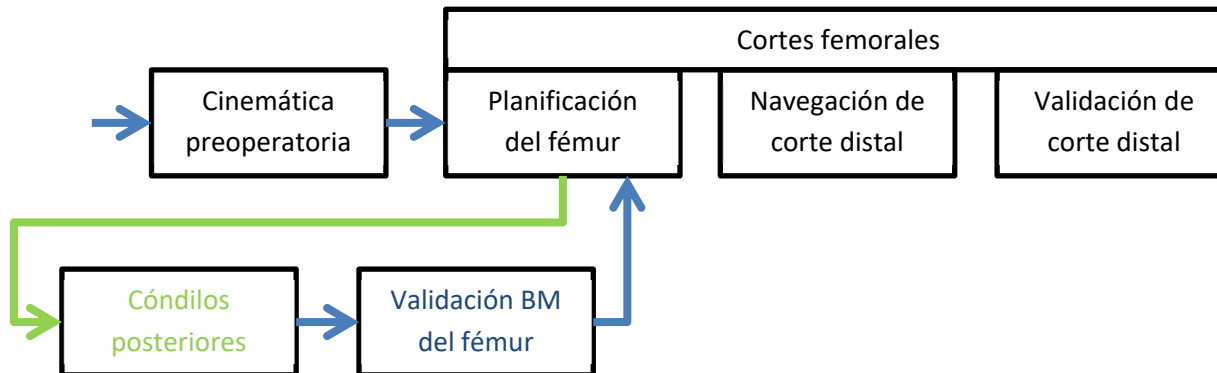 Cortes femorales
Cinemática
preoperatoria
Planificación
del fémur
Navegación de
corte distal
Validación de
corte distal
Cóndilos
posteriores
Validación BM
del fémur